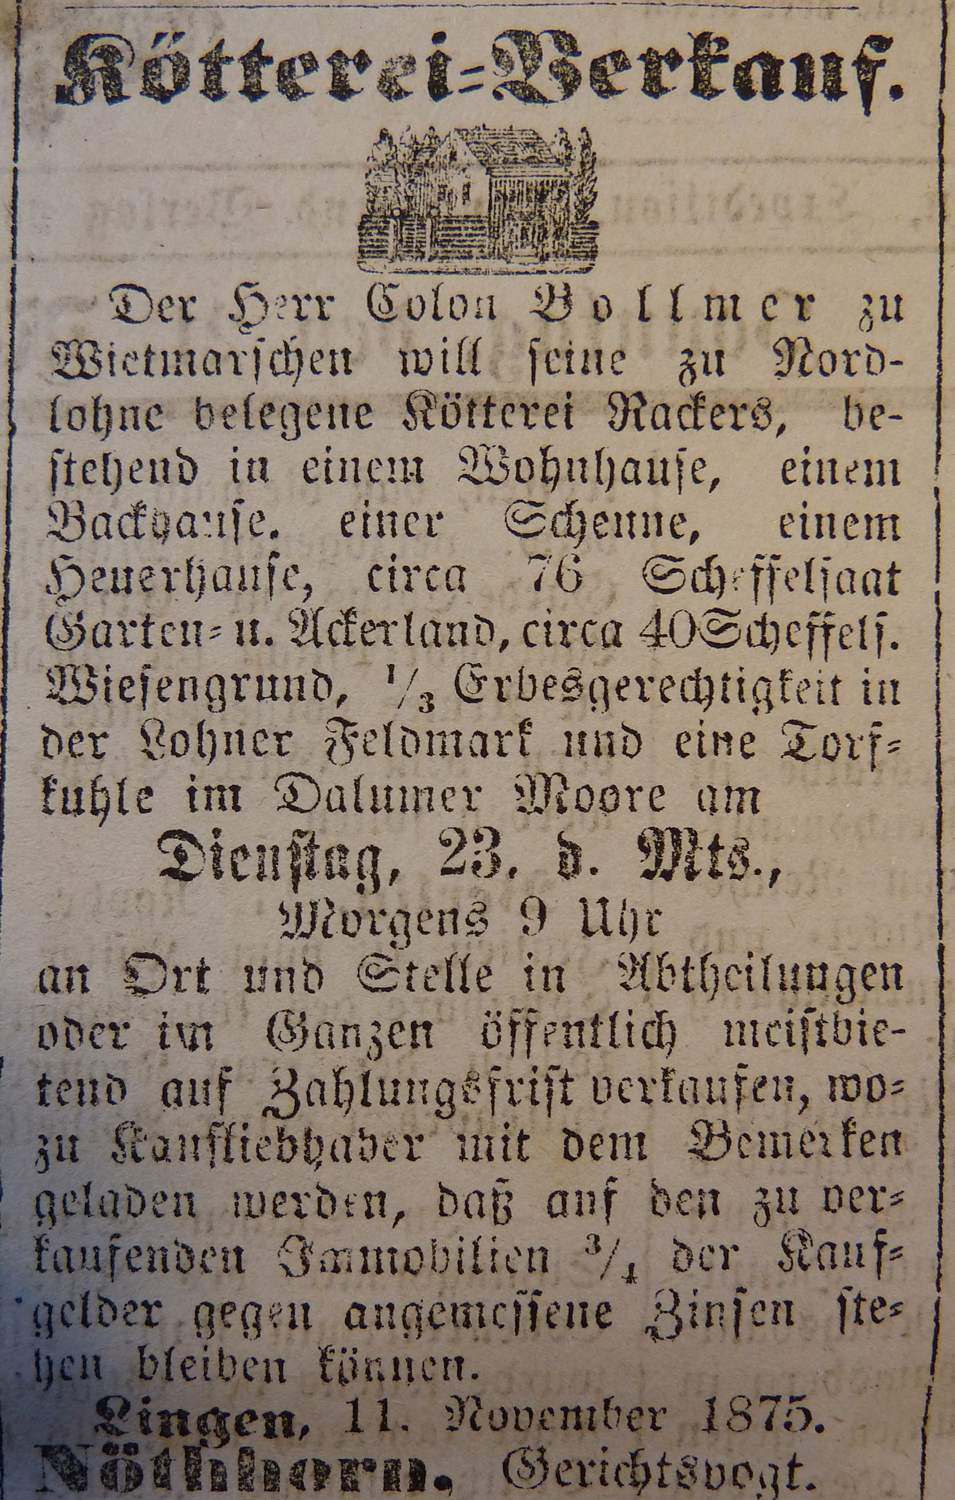 Kötterei-Verkauf.
Der Herr Colon Vollmer zu
Wietmarschen will seine zu Nord-
lohne belegene Kötterei Rackers, be-
stehend in einem Wohnhause, einem
Backhause, einer Scheune, einem
Heuerhause, circa 76 Scheffelsaat
Garten- u. Ackerland, circa 40 Scheffels.
Wiesengrund, 1/3 Erbesgerechtigkeit in
der Lohner Feldmark und eine Torf-
kuhle im Dalumer Moore am
Dienstag, 23. d. Mts.,
Morgens 9 Uhr
an Ort und Stelle in Abtheilungen
oder im Ganzen öffentlich meistbie-
tend auf Zahlungsfrist verkaufen, wo-
zu Kaufliebhaber mit dem Bemerken
geladen werden, daß auf den zu ver-
kaufenden Immobilien 3/4 der Kauf-
gelder gegen angemessene Zinsen ste-
hen bleiben können.
Lingen, 11. November 1875.
Nöthhorn, Gerichtsvogt.